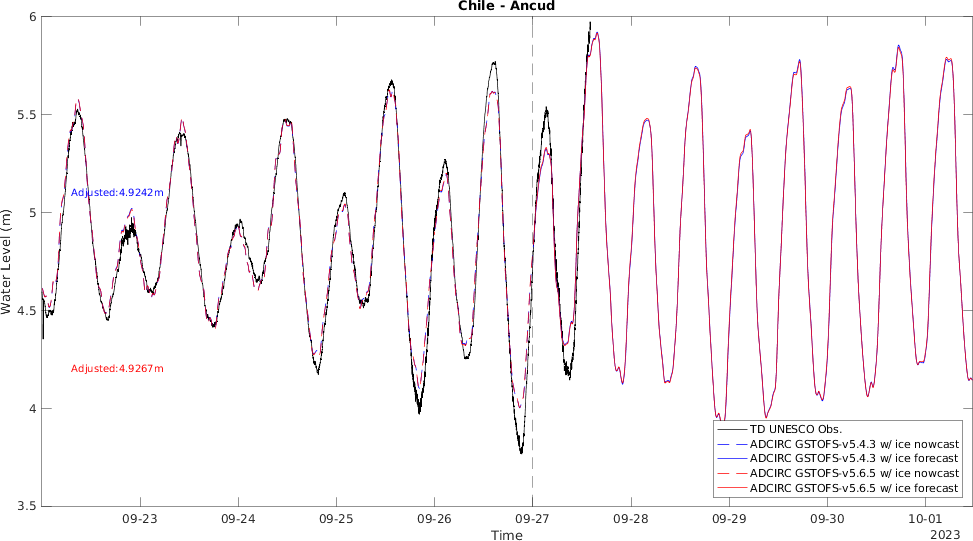 Chile - Ancud
6
5.5
5
4.5
4
3.5
Water Level (m)
Adjusted:4.9242m
Adjusted:4.9267m
TD UNESCO Obs.
ADCIRC GSTOFS-v5.4.3 w/ ice nowcast
ADCIRC GSTOFS-v5.4.3 w/ ice forecast
ADCIRC GSTOFS-v5.6.5 w/ ice nowcast
ADCIRC GSTOFS-v5.6.5 w/ ice forecast
09-23 09-24 09-25 09-26 09-27 09-28 09-29 09-30 10-01
Time
2023